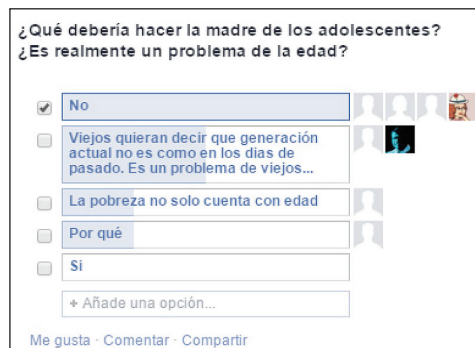 ¿Qué debería hacer la madre de los adolescentes?
¿Es realmente un problema de la edad?
No
Viejos quieran decir que generación
actual no es como en los dias de
pasado. Es un problema de viejos...
La pobreza no solo cuenta con edad
Por qué
Si
+ Añade una opción...
Me gusta · Comentar · Compartir